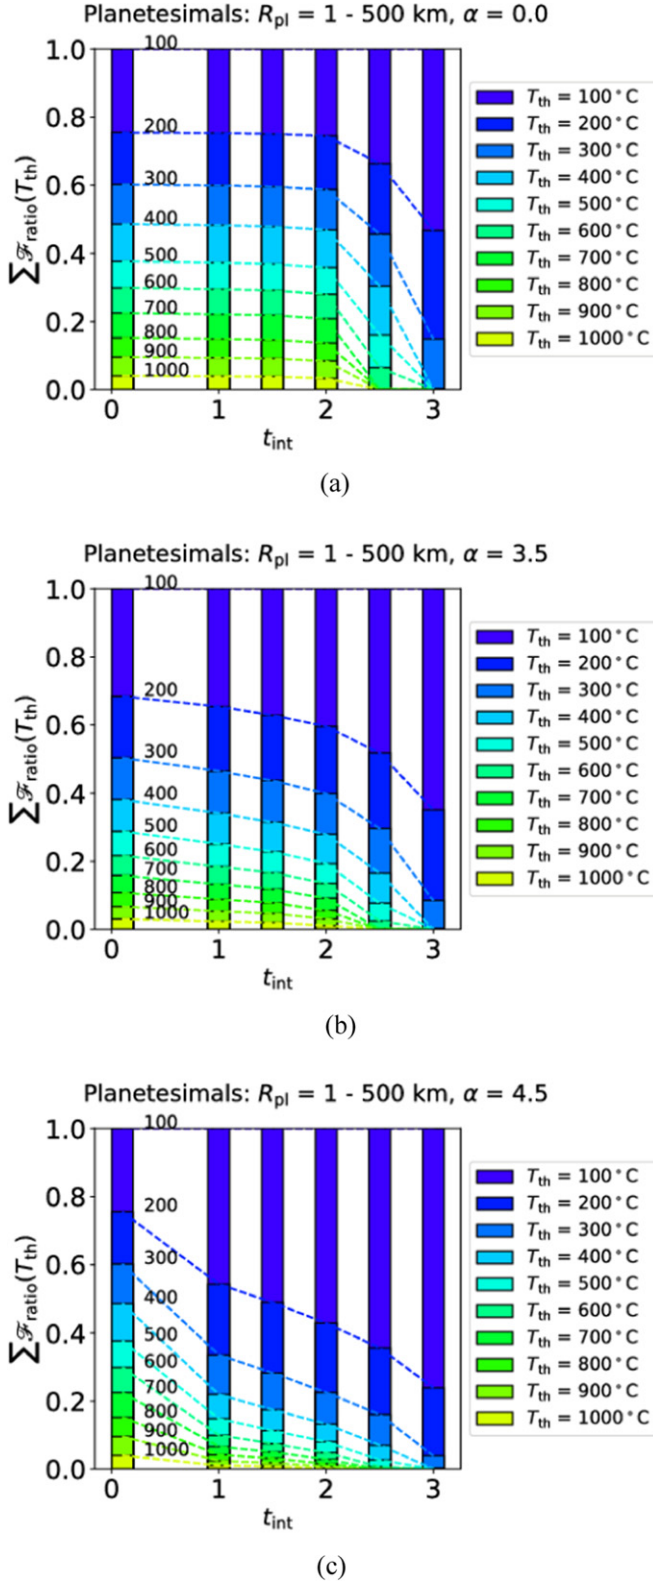 Planetesimals: R_pl = 1 - 500 km, α = 0.0
1.0
0.8
0.6
0.4
0.2
0.0
∑ℱ_ratio(T_th)
100
200
300
400
500
600
700
800
900
1000
0 1 2 3
t_int
T_th = 100°C
T_th = 200°C
T_th = 300°C
T_th = 400°C
T_th = 500°C
T_th = 600°C
T_th = 700°C
T_th = 800°C
T_th = 900°C
T_th = 1000°C
(a)
Planetesimals: R_pl = 1 - 500 km, α = 3.5
1.0
0.8
0.6
0.4
0.2
0.0
∑ℱ_ratio(T_th)
100
200
300
400
500
600
700
800
900
1000
0 1 2 3
t_int
T_th = 100°C
T_th = 200°C
T_th = 300°C
T_th = 400°C
T_th = 500°C
T_th = 600°C
T_th = 700°C
T_th = 800°C
T_th = 900°C
T_th = 1000°C
(b)
Planetesimals: R_pl = 1 - 500 km, α = 4.5
1.0
0.8
0.6
0.4
0.2
0.0
∑ℱ_ratio(T_th)
100
200
300
400
500
600
700
800
900
1000
0 1 2 3
t_int
T_th = 100°C
T_th = 200°C
T_th = 300°C
T_th = 400°C
T_th = 500°C
T_th = 600°C
T_th = 700°C
T_th = 800°C
T_th = 900°C
T_th = 1000°C
(c)